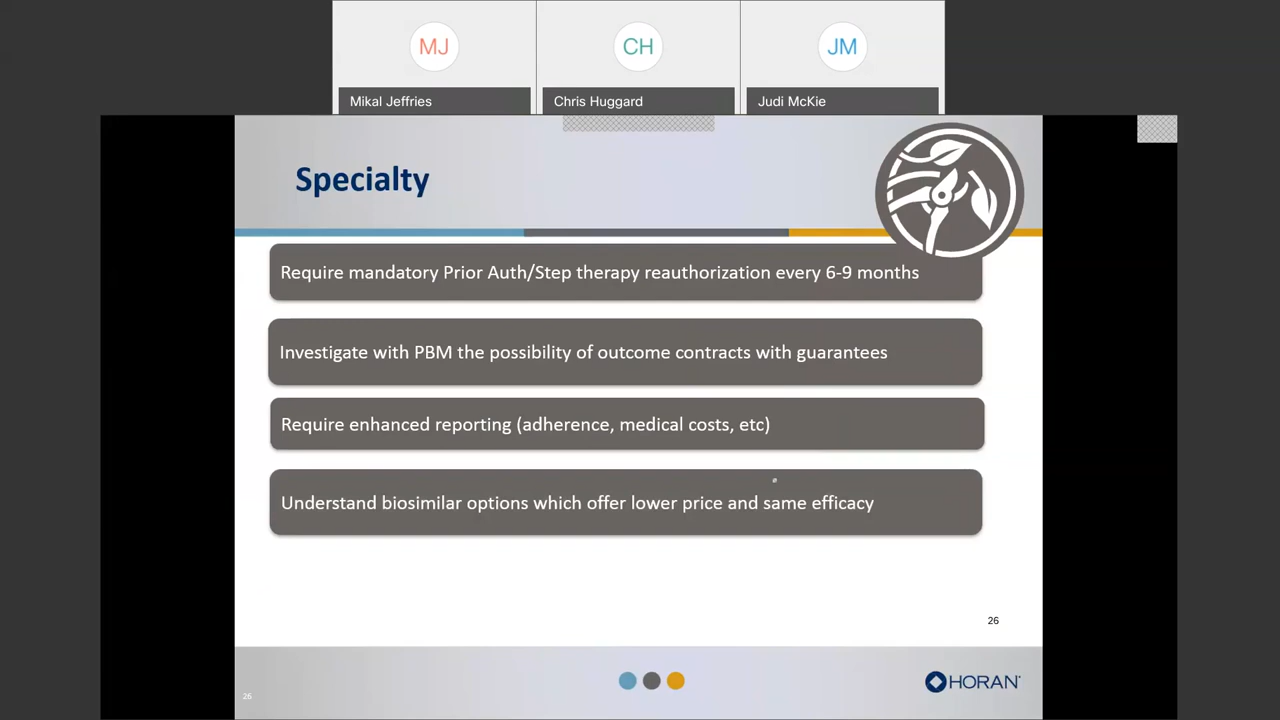 MJ
CH
JM
Mikal Jeffries
Chris Huggard
Judi McKie
Specialty
Require mandatory Prior Auth/Step therapy reauthorization every 6-9 months
Investigate with PBM the possibility of outcome contracts with guarantees
Require enhanced reporting (adherence, medical costs, etc)
Understand biosimilar options which offer lower price and same efficacy
26
26
HORAN